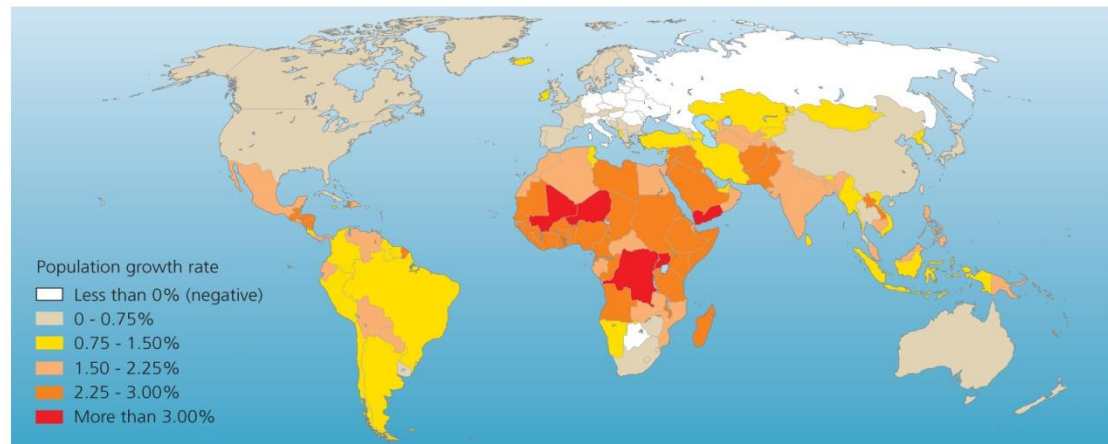 Population growth rate
Less than 0% (negative)
0 - 0.75%
0.75 - 1.50%
1.50 - 2.25%
2.25 - 3.00%
More than 3.00%